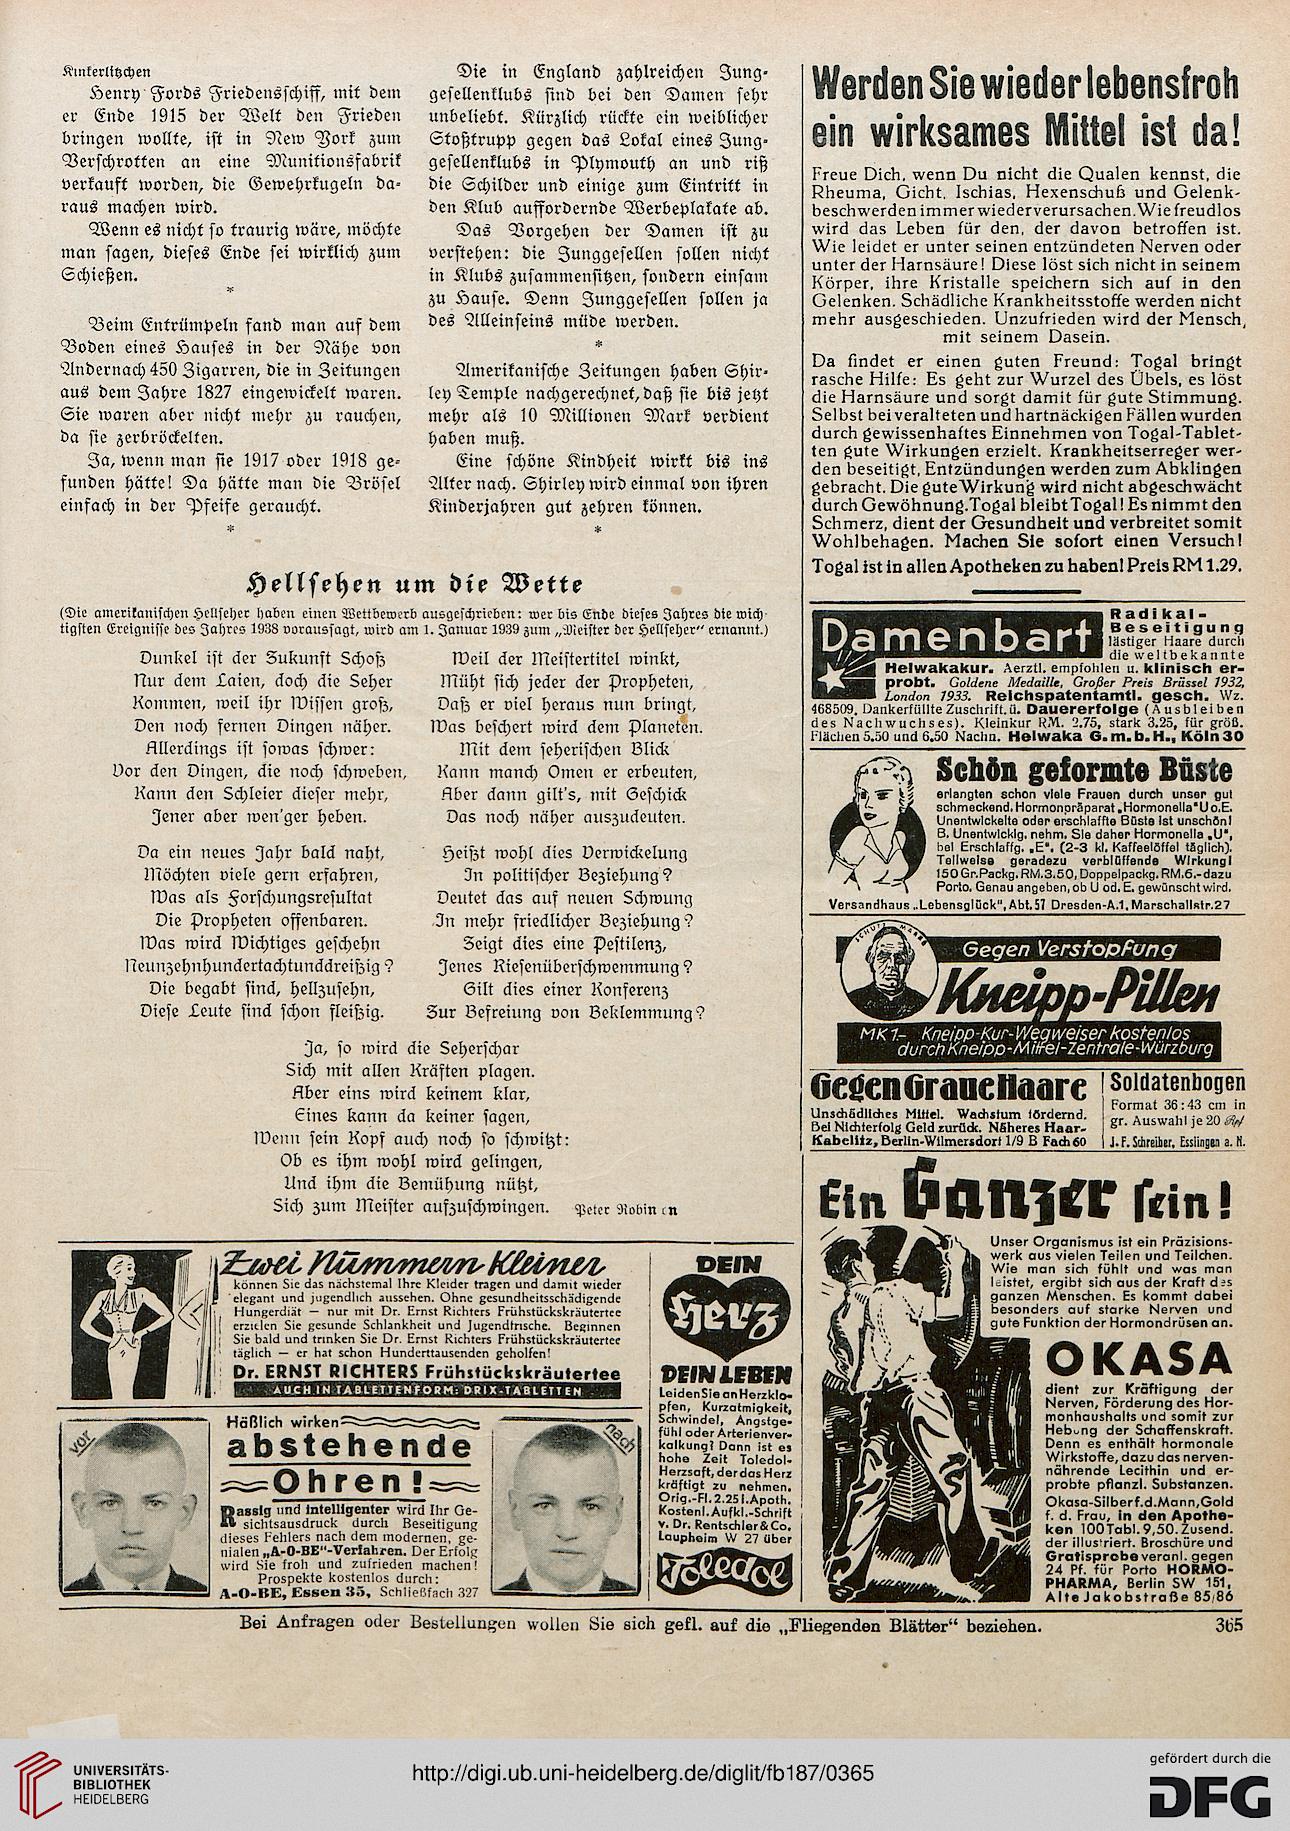 Kinkerlitzchen
Henry Fords Friedensschiff, mit dem
er Ende 1915 der Welt den Frieden
bringen wollte, ist in New York zum
Verschrotten an eine Munitionsfabrik
verkauft worden, die Gewehrkugeln da-
raus machen wird.
Wenn es nicht so traurig wäre, möchte
man sagen, dieses Ende sei wirklich zum
Schießen.
*
Beim Entrümpeln fand man auf dem
Boden eines Hauses in der Nähe von
Andernach 450 Zigarren, die in Zeitungen
aus dem Jahre 1827 eingewickelt waren.
Sie waren aber nicht mehr zu rauchen,
da sie zerbröckelten.
Ja, wenn man sie 1917 oder 1918 ge-
funden hätte! Da hätte man die Brösel
einfach in der Pfeife geraucht.
*
Die in England zahlreichen Jung-
gesellenklubs sind bei den Damen sehr
unbeliebt. Kürzlich rückte ein weiblicher
Stoßtrupp gegen das Lokal eines Jung-
gesellenklubs in Plymouth an und riß
die Schilder und einige zum Eintritt in
den Klub auffordernde Werbeplakate ab.
Das Vorgehen der Damen ist zu
verstehen: die Junggesellen sollen nicht
in Klubs zusammensitzen, sondern einsam
zu Hause. Denn Junggesellen sollen ja
des Alleinseins müde werden.
*
Amerikanische Zeitungen haben Shir-
ley Temple nachgerechnet, daß sie bis jetzt
mehr als 10 Millionen Mark verdient
haben muß.
Eine schöne Kindheit wirkt bis ins
Alter nach. Shirley wird einmal von ihren
Kinderjahren gut zehren können.
*
Hellsehen um die Wette
(Die amerikanischen Hellseher haben einen Wettbewerb ausgeschrieben: wer bis Ende dieses Jahres die wich-
tigsten Ereignisse des Jahres 1938 voraussagt, wird am 1. Januar 1939 zum „Meister der Hellseher“ ernannt.)
Dunkel ist der Zukunft Schoß
Nur dem Laien, doch die Seher
Kommen, weil ihr Wissen groß,
Den noch fernen Dingen näher.
Allerdings ist sowas schwer:
Vor den Dingen, die noch schweben,
Kann den Schleier dieser mehr,
Jener aber wen'ger heben.
Da ein neues Jahr bald naht,
Möchten viele gern erfahren,
Was als Forschungsresultat
Die Propheten offenbaren.
Was wird Wichtiges geschehn
Neunzehnhundertachtunddreißig?
Die begabt sind, hellzusehn,
Diese Leute sind schon fleißig.
Weil der Meistertitel winkt,
Müht sich jeder der Propheten,
Daß er viel heraus nun bringt,
Was beschert wird dem Planeten.
Mit dem seherischen Blick
Kann manch Omen er erbeuten,
Aber dann gilt's, mit Geschick
Das noch näher auszudeuten.
Heißt wohl dies Verwickelung
In politischer Beziehung?
Deutet das auf neuen Schwung
In mehr friedlicher Beziehung?
Zeigt dies eine Pestilenz,
Jenes Riesenüberschwemmung?
Gilt dies einer Konferenz
Zur Befreiung von Beklemmung?
Ja, so wird die Seherschar
Sich mit allen Kräften plagen.
Aber eins wird keinem klar,
Eines kann da keiner sagen,
Wenn sein Kopf auch noch so schwitzt:
Ob es ihm wohl wird gelingen,
Und ihm die Bemühung nützt,
Sich zum Meister aufzuschwingen.
Peter
Werden Sie wieder lebensfroh
ein wirksames Mittel ist da!
Freue Dich, wenn Du nicht die Qualen kennst, die
Rheuma, Gicht, Ischias, Hexenschuß und Gelenk-
beschwerden immer wieder verursachen. Wie freudlos
wird das Leben für den, der davon betroffen ist.
Wie leidet er unter seinen entzündeten Nerven oder
unter der Harnsäure! Diese löst sich nicht in seinem
Körper, ihre Kristalle speichern sich auf in den
Gelenken. Schädliche Krankheitsstoffe werden nicht
mehr ausgeschieden. Unzufrieden wird der Mensch,
mit seinem Dasein.
Da findet er einen guten Freund: Togal bringt
rasche Hilfe: Es geht zur Wurzel des Übels, es löst
die Harnsäure und sorgt damit für gute Stimmung.
Selbst bei veralteten und hartnäckigen Fällen wurden
durch gewissenhaftes Einnehmen von Togal-Tablet-
ten gute Wirkungen erzielt. Krankheitserreger wer-
den beseitigt, Entzündungen werden zum Abklingen
gebracht. Die gute Wirkung wird nicht abgeschwächt
durch Gewöhnung. Togal bleibt Togal! Es nimmt den
Schmerz, dient der Gesundheit und verbreitet somit
Wohlbehagen. Machen Sie sofort einen Versuch!
Togal ist in allen Apotheken zu haben! Preis RM 1.29.
Damenbart
Radikal-
Beseitigung
lästiger Haare durch
die weltbekannte
Helwakakur. Aerztl. empfohlen u. klinisch er-
probt. Goldene Medaille, Großer Preis Brüssel 1932,
London 1933. Reichspatentamtl. gesch. Wz.
468509. Dankerfüllte Zuschrift. ü. Dauererfolge (Ausbleiben
des Nachwuchses). Kleinkur RM. 2.75, stark 3.25, für größ.
Flächen 5.50 und 6.50 Nachn. Helwaka G.m.b.H., Köln 30
Schön geformte Büste
erlangten schon viele Frauen durch unser gut
schmeckend. Hormonpräparat „Hormonella“ U o. E.
Unentwickelte oder erschlaffte Büste ist unschön!
B. Unentwicklg. nehm. Sie daher Hormonella „U“,
bei Erschlaffg. „E“. (2-3 kl. Kaffeelöffel täglich).
Teilweise geradezu verblüffende Wirkung!
150 Gr. Packg. RM. 3.50, Doppelpackg. RM. 6.- dazu
Porto. Genau angeben, ob U od. E. gewünscht wird.
Versandhaus „Lebensglück“, Abt. 57 Dresden-A.1, Marschallstr. 27
SCHUTZ MARKE
Gegen Verstopfung
Kneipp-Pillen
MK 1.- Kneipp-Kur-Wegweiser kostenlos
durch Kneipp-Mittel-Zentrale-Würzburg
Gegen Graue Haare
Unschädliches Mittel. Wachstum fördernd.
Bei Nichterfolg Geld zurück. Näheres Haar-
Kabelitz, Berlin-Wilmersdorf 1/9 B Fach 60
Soldatenbogen
Format 36:43 cm in
gr. Auswahl je 20 Rpf
J. F. Schreiber, Esslingen a. N.
Ein Ganzer sein!
Unser Organismus ist ein Präzisions-
werk aus vielen Teilen und Teilchen.
Wie man sich fühlt und was man
leistet, ergibt sich aus der Kraft des
ganzen Menschen. Es kommt dabei
besonders auf starke Nerven und
gute Funktion der Hormondrüsen an.
OKASA
dient zur Kräftigung der
Nerven, Förderung des Hor-
monhaushalts und somit zur
Hebung der Schaffenskraft.
Denn es enthält hormonale
Wirkstoffe, dazu das nerven-
nährende Lecithin und er-
probte pflanzl. Substanzen.
Okasa-Silber f. d. Mann, Gold
f. d. Frau, in den Apothe-
ken 100 Tabl. 9,50. Zusend.
der illustriert. Broschüre und
Gratisprobe veranl. gegen
24 Pf. für Porto HORMO-
PHARMA, Berlin SW 151,
Alte Jakobstraße 85/86
Zwei Nummern Kleiner
können Sie das nächstemal Ihre Kleider tragen und damit wieder
elegant und jugendlich aussehen. Ohne gesundheitsschädigende
Hungerdiät — nur mit Dr. Ernst Richters Frühstückskräutertee
erzielen Sie gesunde Schlankheit und Jugendfrische. Beginnen
Sie bald und trinken Sie Dr. Ernst Richters Frühstückskräutertee
täglich — er hat schon Hunderttausenden geholfen!
Dr. ERNST RICHTERS Frühstückskräutertee
AUCH IN TABLETTENFORM: DRIX-TABLETTEN
vor
Häßlich wirken
abstehende
Ohren!
nach
Rassig und intelligenter wird Ihr Ge-
sichtsausdruck durch Beseitigung
dieses Fehlers nach dem modernen, ge-
nialen „A-O-BE“-Verfahren. Der Erfolg
wird Sie froh und zufrieden machen!
Prospekte kostenlos durch:
A-O-BE, Essen 35, Schließfach 327
DEIN
Herz
DEIN LEBEN
Leiden Sie an Herzklo-
pfen, Kurzatmigkeit,
Schwindel, Angstge-
fühl oder Arterienver-
kalkung? Dann ist es
hohe Zeit Toledol-
Herzsaft, der das Herz
kräftigt zu nehmen.
Orig.-Fl. 2.25 i. Apoth.
Kostenl. Aufkl.-Schrift
v. Dr. Rentschler & Co.
Laupheim W 27 über
Toledol
Bei Anfragen oder Bestellungen wollen Sie sich gefl. auf die „Fliegenden Blätter“ beziehen.
365
UNIVERSITÄTS-
BIBLIOTHEK
HEIDELBERG
http://digi.ub.uni-heidelberg.de/diglit/fb187/0365
gefördert durch die
DFG